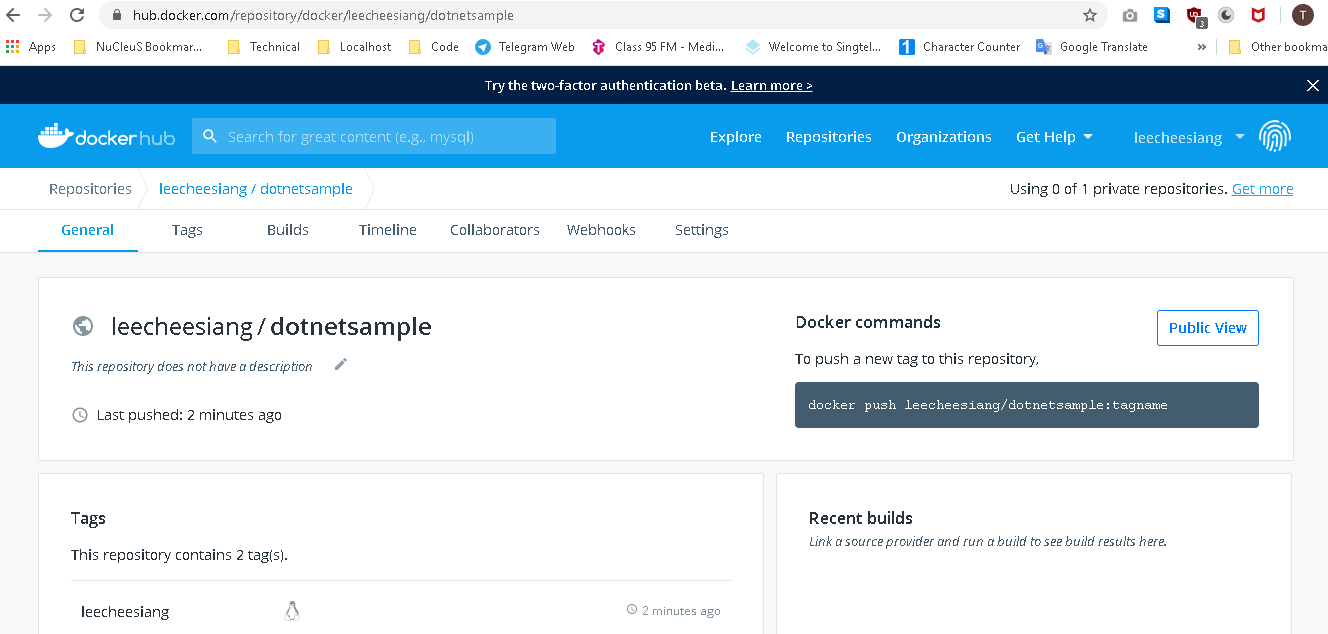 hub.docker.com/repository/docker/leecheesiang/dotnetsample
Apps NuCleuS Bookmar... Technical Localhost Code Telegram Web Class 95 FM - Medi... Welcome to Singtel... Character Counter Google Translate » Other bookma
Try the two-factor authentication beta. Learn more >
dockerhub Search for great content (e.g., mysql) Explore Repositories Organizations Get Help leecheesiang
Repositories leecheesiang / dotnetsample Using 0 of 1 private repositories. Get more
General Tags Builds Timeline Collaborators Webhooks Settings
leecheesiang / dotnetsample
This repository does not have a description
Last pushed: 2 minutes ago
Docker commands Public View
To push a new tag to this repository,
docker push leecheesiang/dotnetsample:tagname
Tags
This repository contains 2 tag(s).
leecheesiang 2 minutes ago
Recent builds
Link a source provider and run a build to see build results here.